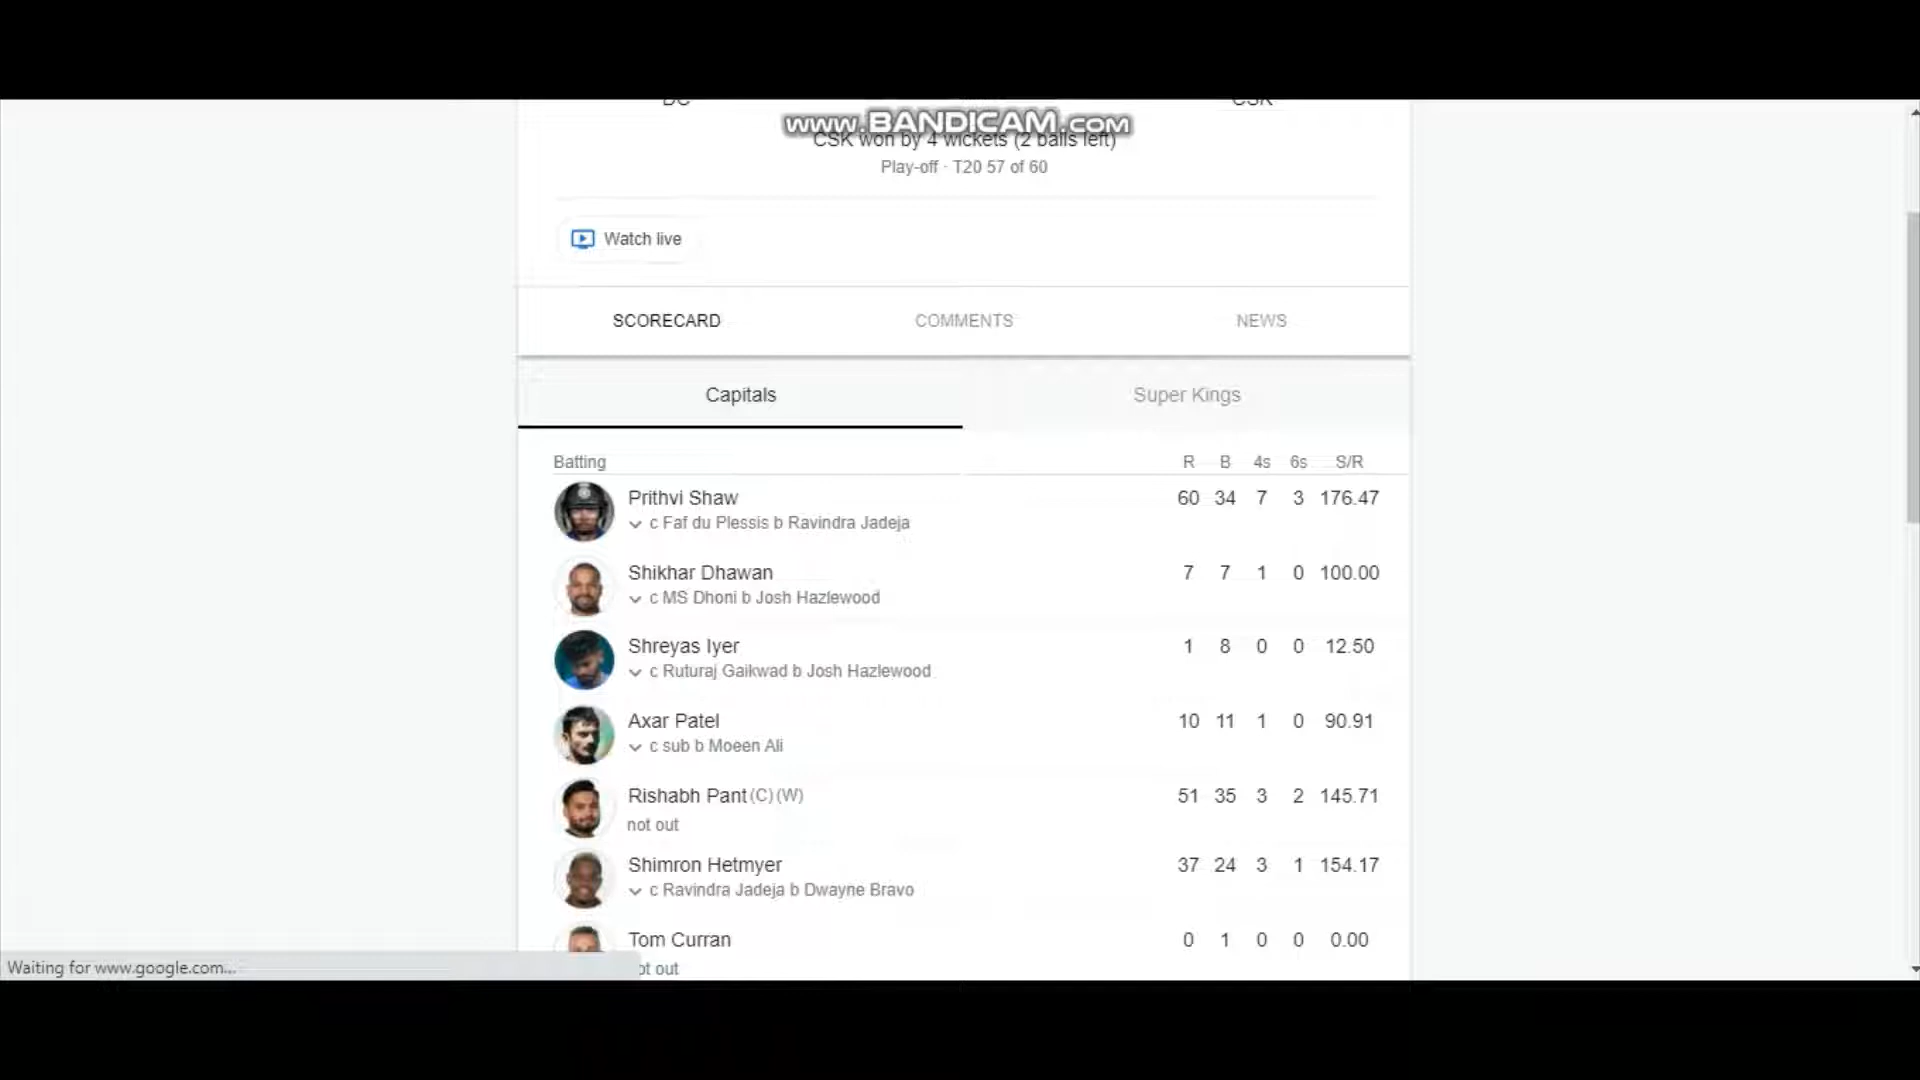 DC CSK
www.BANDICAM.com
CSK won by 4 wickets (2 balls left)
Play-off · T20 57 of 60
Watch live
SCORECARD COMMENTS NEWS
Capitals Super Kings
Batting R B 4s 6s S/R
Prithvi Shaw 60 34 7 3 176.47
c Faf du Plessis b Ravindra Jadeja
Shikhar Dhawan 7 7 1 0 100.00
c MS Dhoni b Josh Hazlewood
Shreyas Iyer 1 8 0 0 12.50
c Ruturaj Gaikwad b Josh Hazlewood
Axar Patel 10 11 1 0 90.91
c sub b Moeen Ali
Rishabh Pant (C) (W) 51 35 3 2 145.71
not out
Shimron Hetmyer 37 24 3 1 154.17
c Ravindra Jadeja b Dwayne Bravo
Tom Curran 0 1 0 0 0.00
ot out
Waiting for www.google.com...